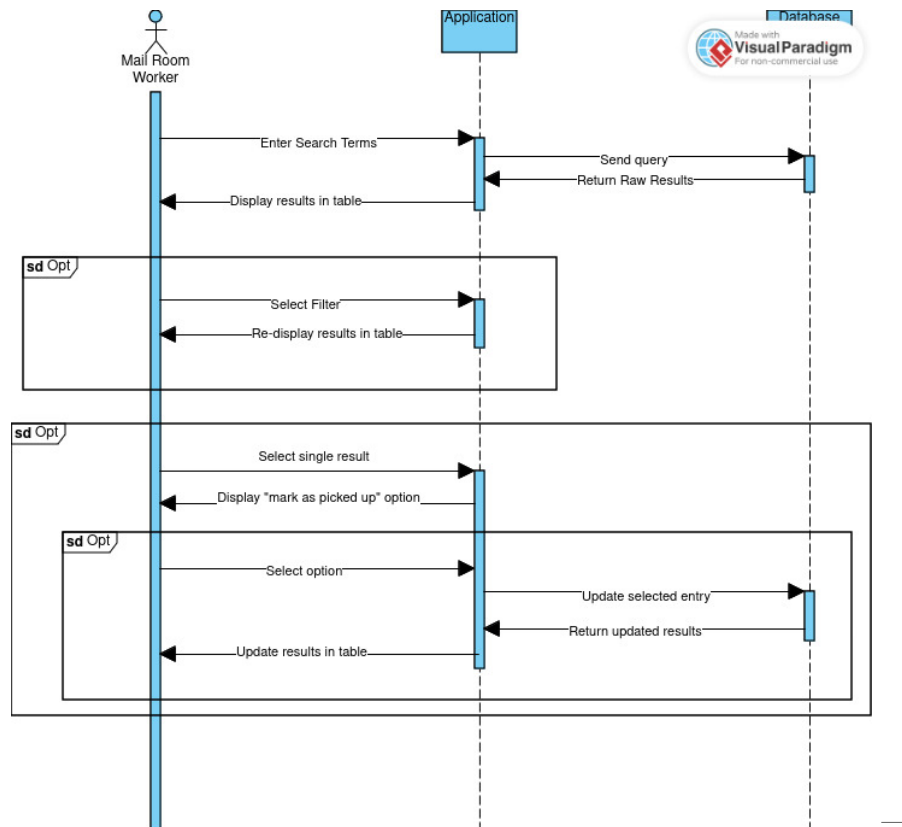 Application
Database
Made with
VisualParadigm
For non-commercial use
Mail Room
Worker
Enter Search Terms
Send query
Return Raw Results
Display results in table
sd Opt
Select Filter
Re-display results in table
sd Opt
Select single result
Display "mark as picked up" option
sd Opt
Select option
Update selected entry
Return updated results
Update results in table